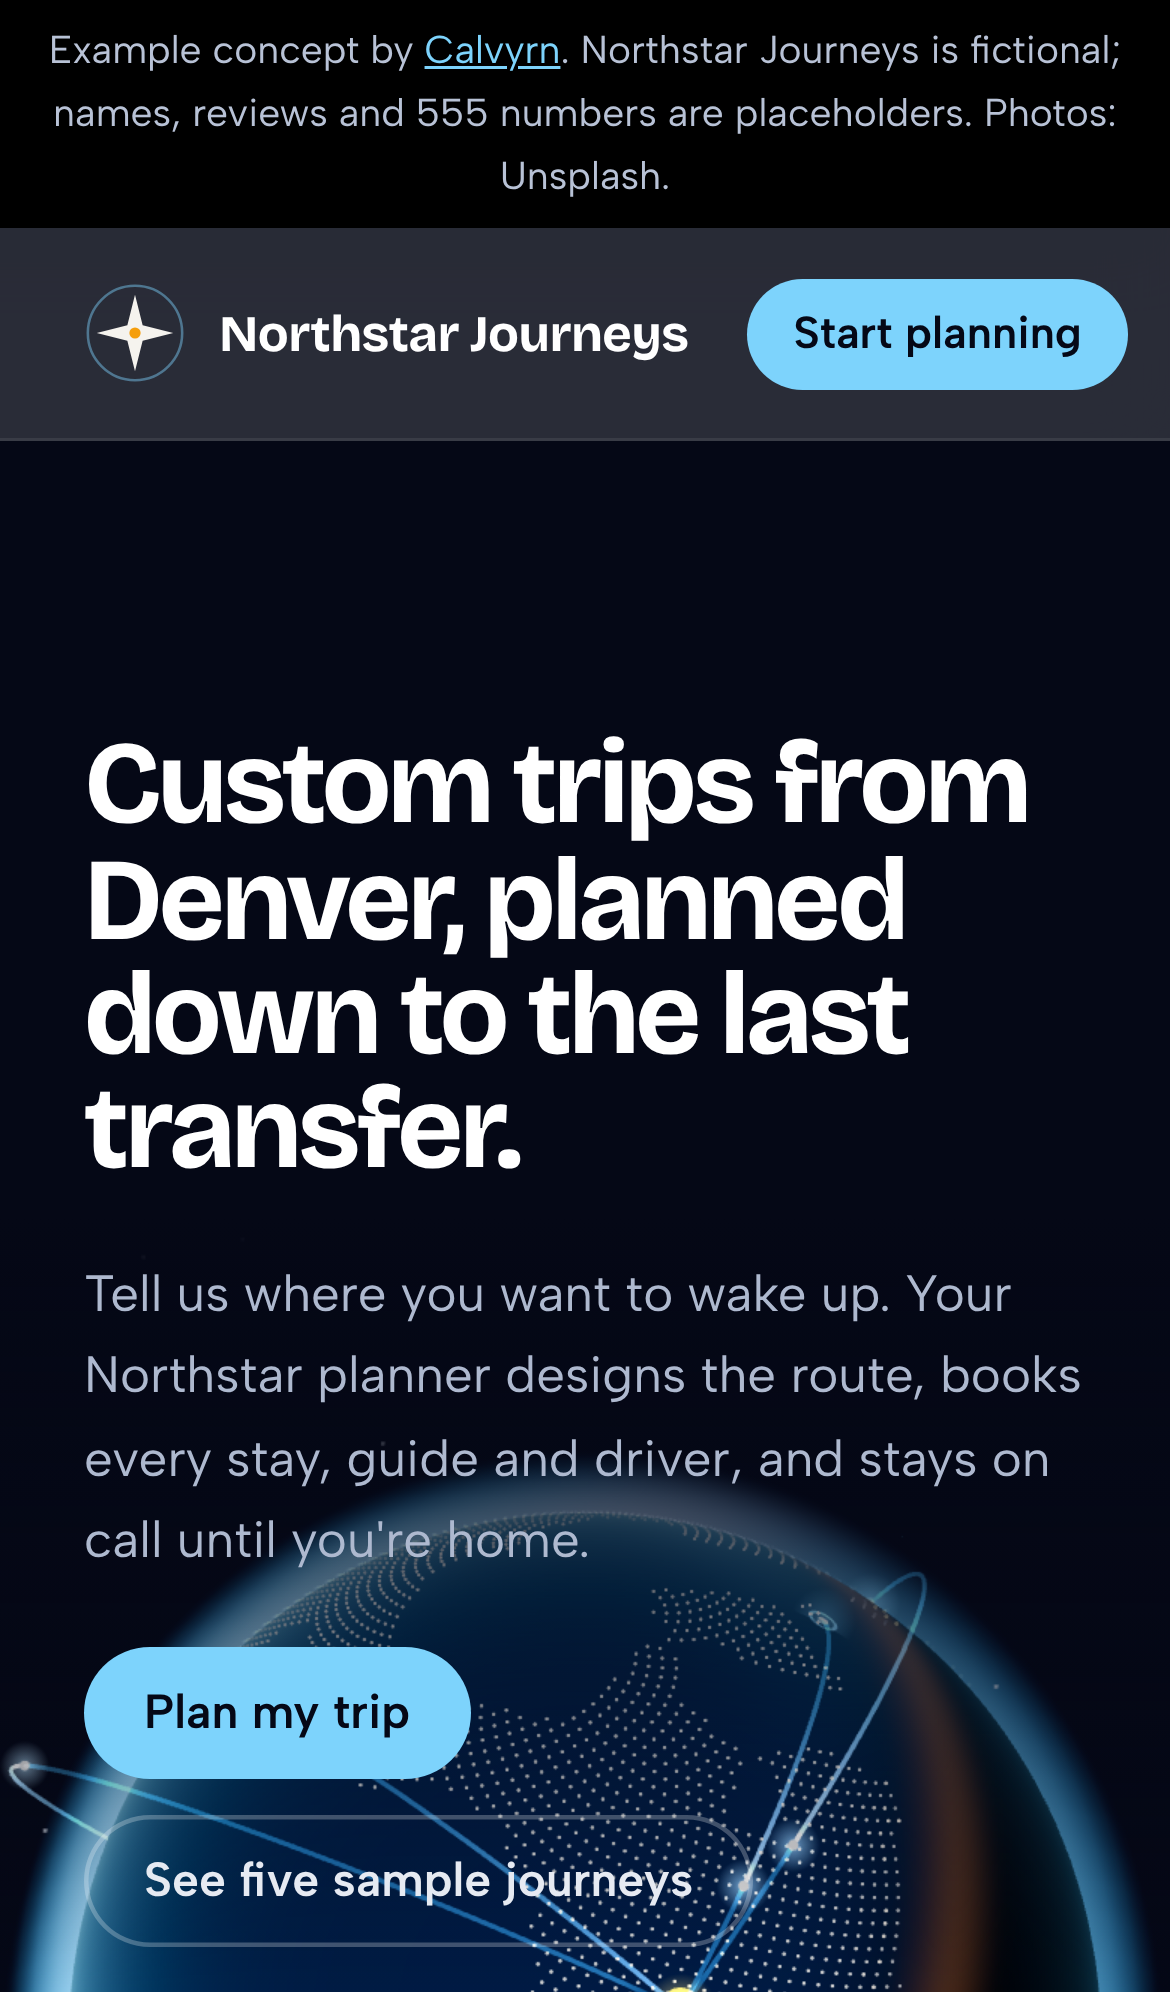 Example concept by Calvyrn. Northstar Journeys is fictional;
names, reviews and 555 numbers are placeholders. Photos:
Unsplash.
Northstar Journeys
Start planning
Custom trips from
Denver, planned
down to the last
transfer.
Tell us where you want to wake up. Your
Northstar planner designs the route, books
every stay, guide and driver, and stays on
call until you're home.
Plan my trip
See five sample journeys